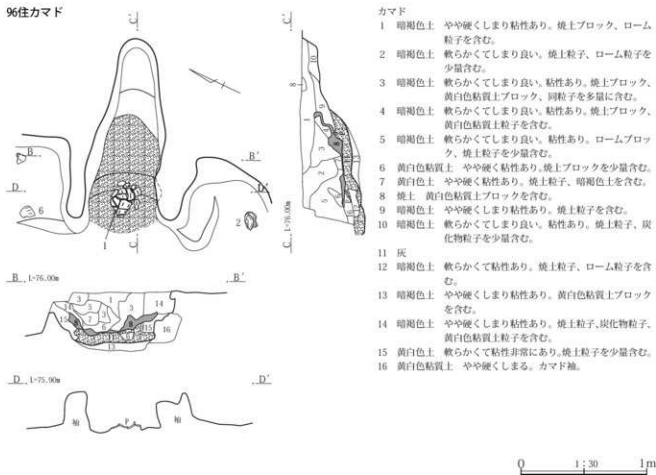 96住カマド
C'
C'
B
B'
D
D'
6
2
1
C
C
L=76.00m
10
8
1
9
3
2
B L=76.00m B'
3
1
14
5
3
7
3
15
6
15
16
13
D L=75.90m D'
袖
P
袖
カマド
1 暗褐色土 やや硬くしまり粘性あり。焼土ブロック、ローム
粒子を含む。
2 暗褐色土 軟らかくてしまり良い。焼土粒子、ローム粒子を
少量含む。
3 暗褐色土 軟らかくてしまり良い。粘性あり。焼土ブロック、
黄白色粘質土ブロック、同粒子を多量に含む。
4 暗褐色土 軟らかくてしまり良い。粘性あり。焼土ブロック、
黄白色粘質土粒子を含む。
5 暗褐色土 軟らかくてしまり良い。粘性あり。ロームブロッ
ク、焼土粒子を少量含む。
6 黄白色粘質土 やや硬く粘性あり。焼土ブロックを少量含む。
7 黄白色土 やや硬く粘性あり。焼土粒子、暗褐色土を含む。
8 焼土 黄白色粘質土ブロックを含む。
9 暗褐色土 やや硬くしまり粘性あり。焼土粒子を含む。
10 暗褐色土 軟らかくてしまり良い。粘性あり。焼土粒子、炭
化物粒子を少量含む。
11 灰
12 暗褐色土 軟らかくて粘性あり。焼土粒子、ローム粒子を含
む。
13 暗褐色土 やや硬くしまり粘性あり。黄白色粘質土ブロック
を含む。
14 暗褐色土 やや硬くしまり粘性あり。焼土粒子、炭化物粒子、
黄白色粘質土粒子を含む。
15 黄白色土 軟らかくて粘性非常にあり。焼土粒子を少量含む。
16 黄白色粘質土 やや硬くしまる。カマド袖。
0 1:30 1m